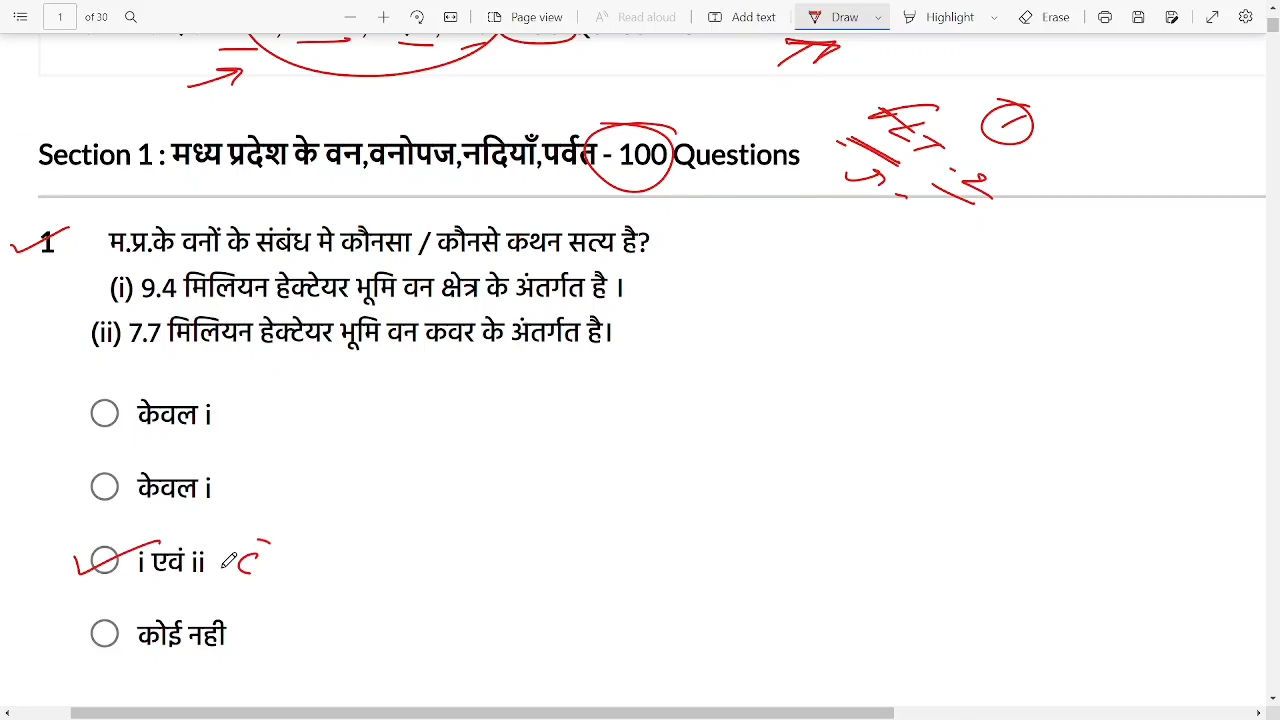 1 of 30 Page view Read aloud Add text Draw Highlight Erase
Section 1 : मध्य प्रदेश के वन,वनोपज,नदियाँ,पर्वत - 100 Questions
1 म.प्र.के वनों के संबंध मे कौनसा / कौनसे कथन सत्य है?
(i) 9.4 मिलियन हेक्टेयर भूमि वन क्षेत्र के अंतर्गत है ।
(ii) 7.7 मिलियन हेक्टेयर भूमि वन कवर के अंतर्गत है।
केवल i
केवल i
i एवं ii C
कोई नही